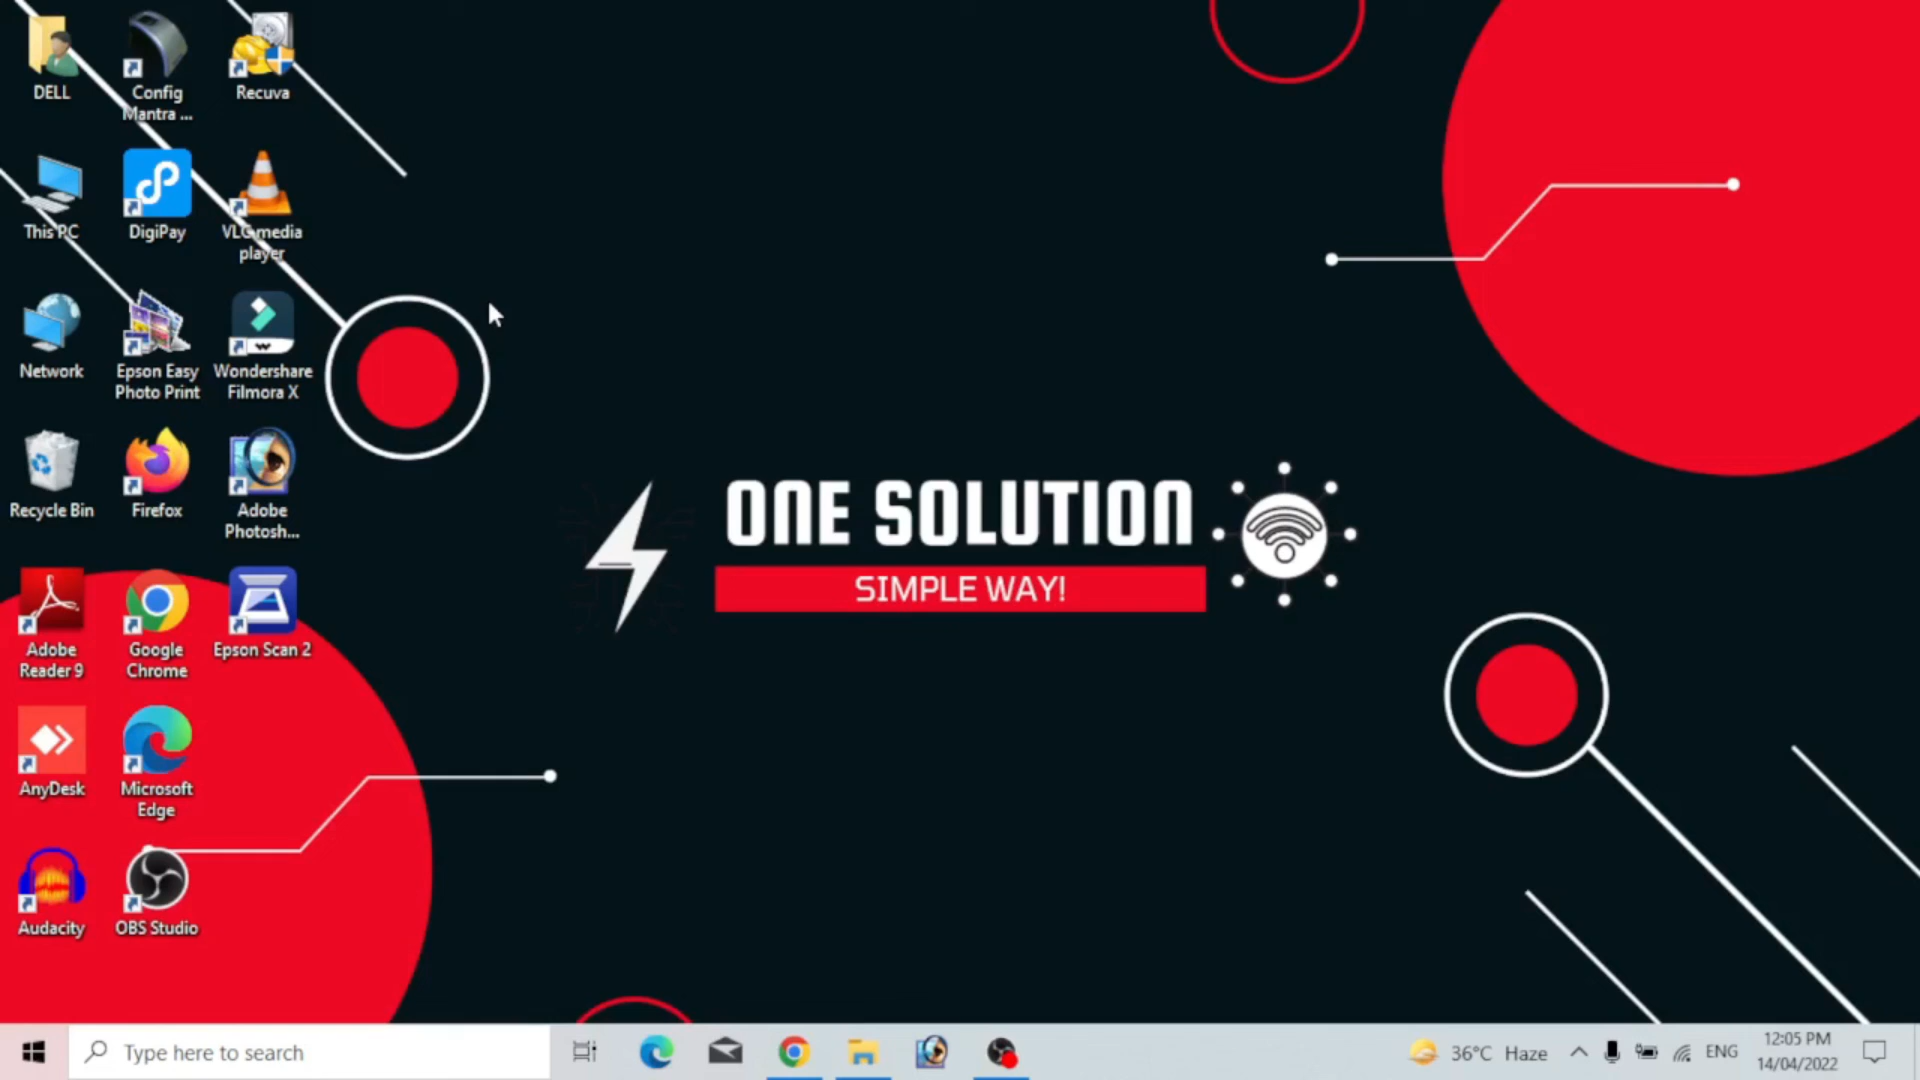 DELL
Config
Mantra ...
Recuva
This PC
DigiPay
VLC media
player
Network
Epson Easy
Photo Print
Wondershare
Filmora X
Recycle Bin
Firefox
Adobe
Photosh...
ONE SOLUTION
SIMPLE WAY!
Adobe
Reader 9
Google
Chrome
Epson Scan 2
AnyDesk
Microsoft
Edge
Audacity
OBS Studio
Type here to search
36°C Haze
ENG
12:05 PM
14/04/2022